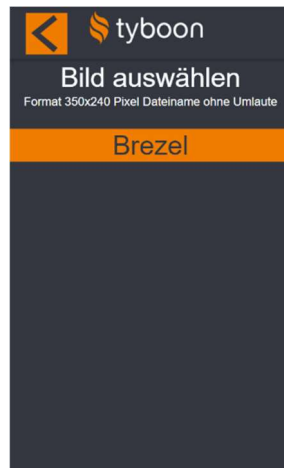 tyboon
Bild auswählen
Format 350x240 Pixel Dateiname ohne Umlaute
Brezel